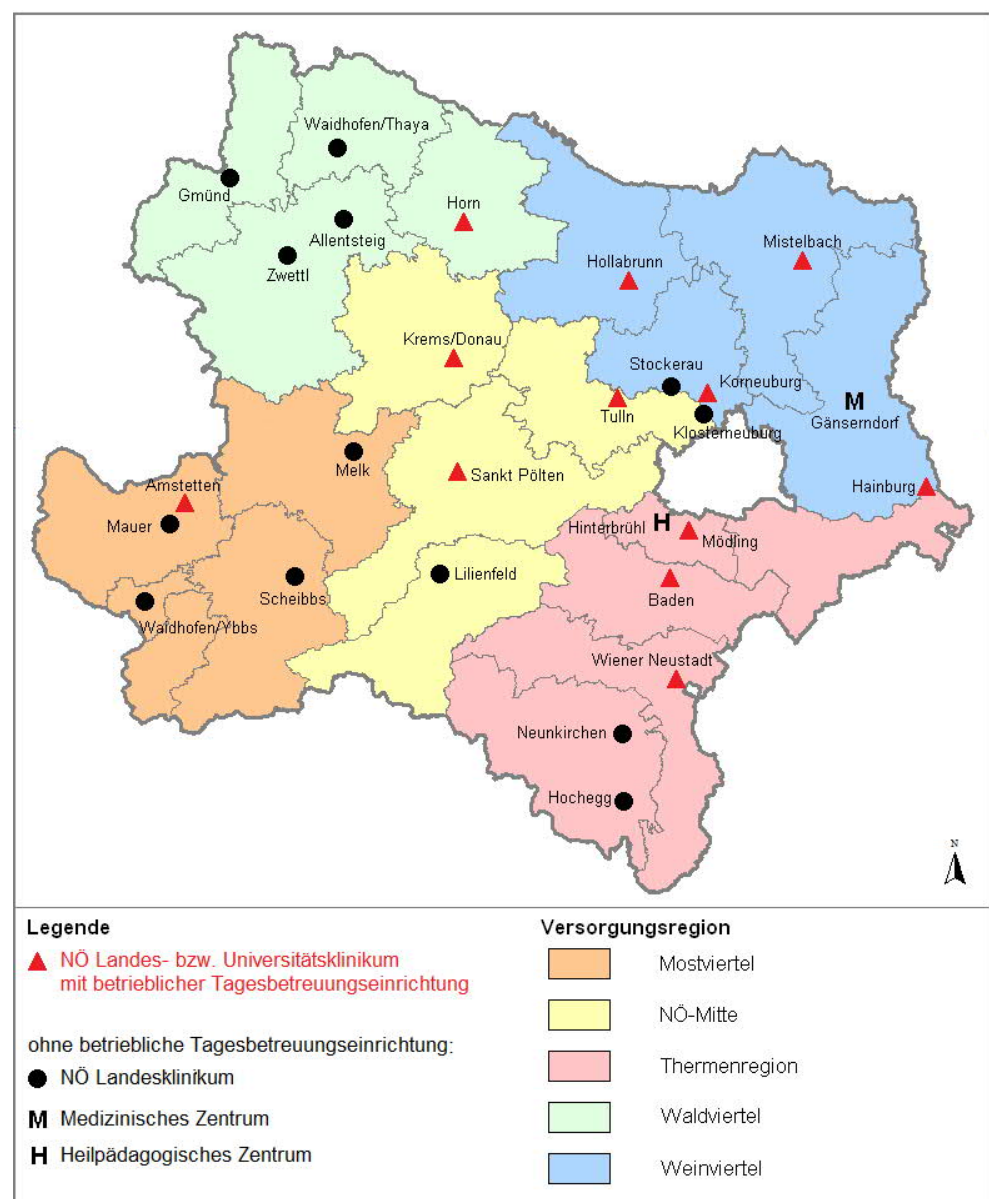 Waidhofen/Thaya
Gmünd
Horn
Allentsteig
Zwettl
Mistelbach
Hollabrunn
Krems/Donau
Stockerau
Korneuburg
Tulln
M
Klosterneuburg
Gänserndorf
Melk
Sankt Pölten
Amstetten
Hainburg
Mauer
Hinterbrühl H
Mödling
Lilienfeld
Scheibbs
Baden
Waidhofen/Ybbs
Wiener Neustadt
Neunkirchen
Hochegg
N
Legende
NÖ Landes- bzw. Universitätsklinikum
mit betrieblicher Tagesbetreuungseinrichtung
ohne betriebliche Tagesbetreuungseinrichtung:
NÖ Landesklinikum
M Medizinisches Zentrum
H Heilpädagogisches Zentrum
Versorgungsregion
Mostviertel
NÖ-Mitte
Thermenregion
Waldviertel
Weinviertel